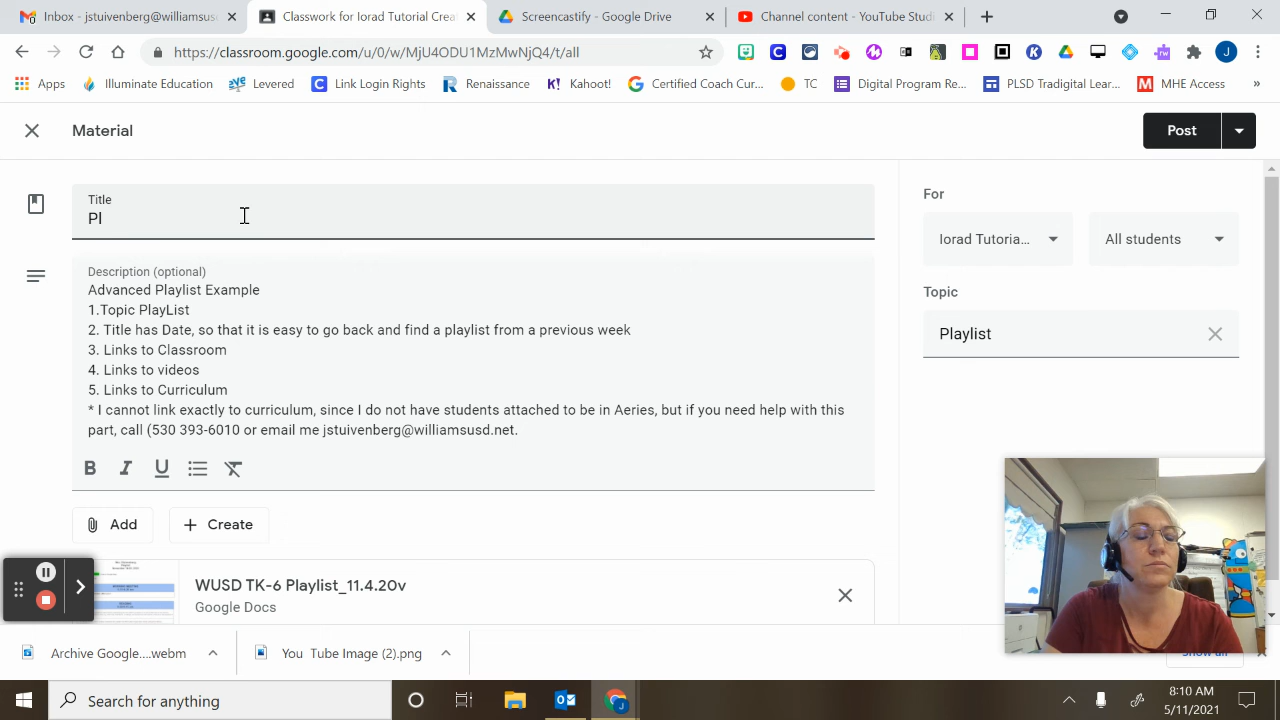 Inbox - jstuivenberg@williamsusd
Classwork for Iorad Tutorial Crea
Screencastify - Google Drive
Channel content - YouTube Studi
https://classroom.google.com/u/0/w/MjU4ODU1MzMwNjQ4/t/all
Apps
Illuminate Education
Levered
Link Login Rights
Renaissance
Kahoot!
Certified Coach Cur...
TC
Digital Program Re...
PLSD Tradigital Lear...
MHE Access
»
Material
Post
Title
Pl
Description (optional)
Advanced Playlist Example
1.Topic PlayList
2. Title has Date, so that it is easy to go back and find a playlist from a previous week
3. Links to Classroom
4. Links to videos
5. Links to Curriculum
* I cannot link exactly to curriculum, since I do not have students attached to be in Aeries, but if you need help with this
part, call (530 393-6010 or email me jstuivenberg@williamsusd.net.
B I U
Add
Create
WUSD TK-6 Playlist_11.4.20v
Google Docs
For
Iorad Tutoria...
All students
Topic
Playlist
Archive Google....webm
You Tube Image (2).png
Show all
Search for anything
8:10 AM
5/11/2021